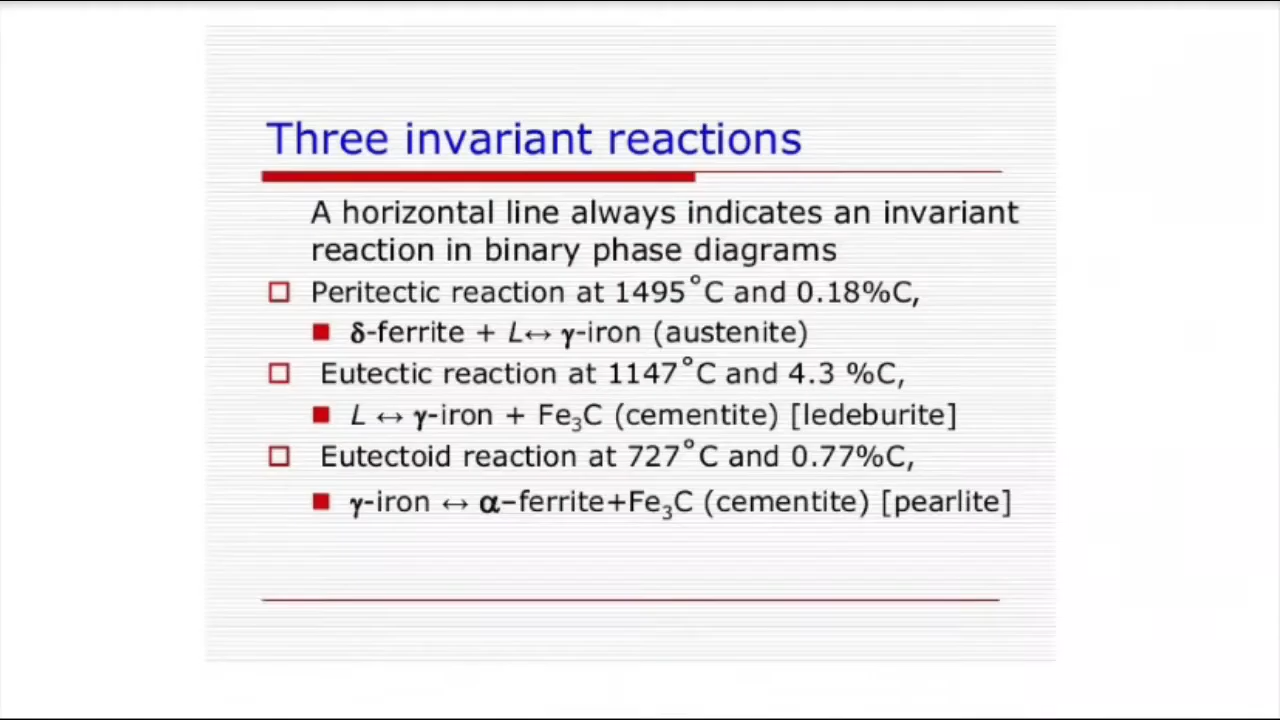 Three invariant reactions
A horizontal line always indicates an invariant
reaction in binary phase diagrams
Peritectic reaction at 1495˚C and 0.18%C,
δ-ferrite + L↔ γ-iron (austenite)
Eutectic reaction at 1147˚C and 4.3 %C,
L ↔ γ-iron + Fe₃C (cementite) [ledeburite]
Eutectoid reaction at 727˚C and 0.77%C,
γ-iron ↔ α–ferrite+Fe₃C (cementite) [pearlite]